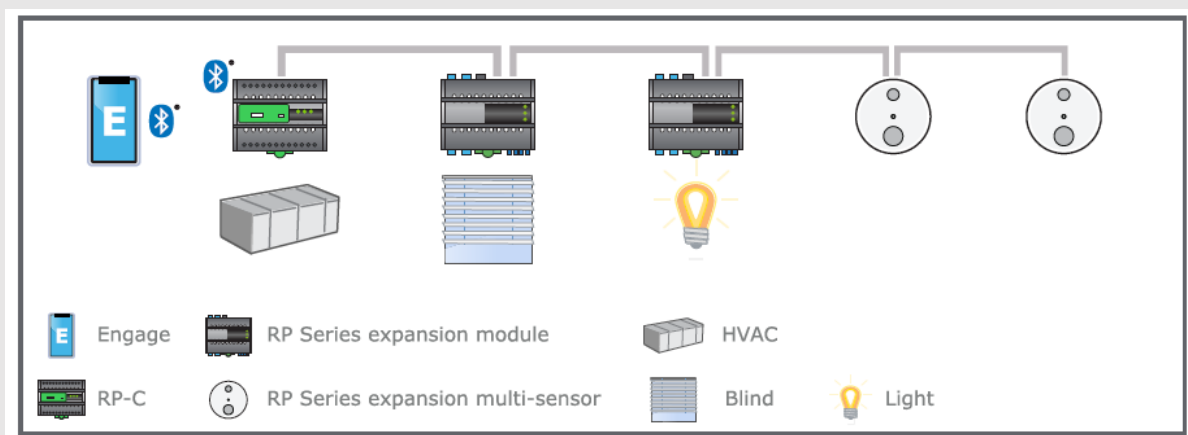 E
E Engage
RP Series expansion module
HVAC
RP-C
RP Series expansion multi-sensor
Blind
Light